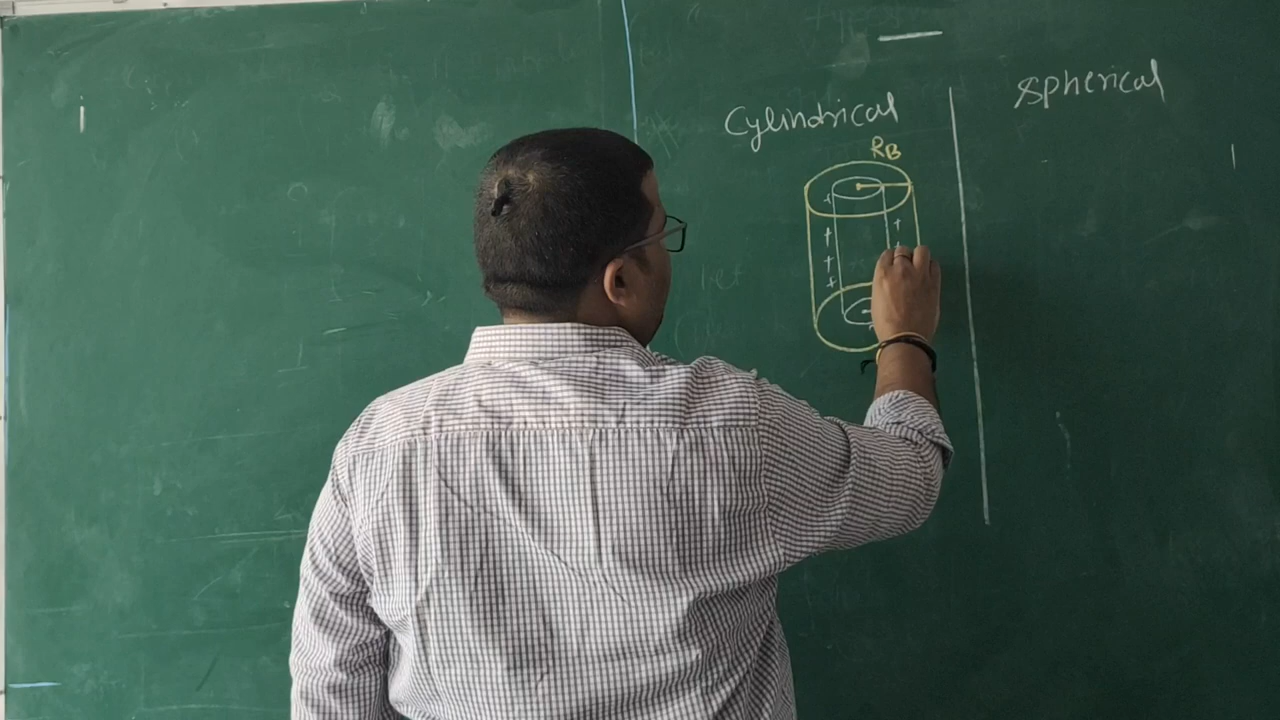 Cylindrical
RB
+ +
+
+
+
Spherical